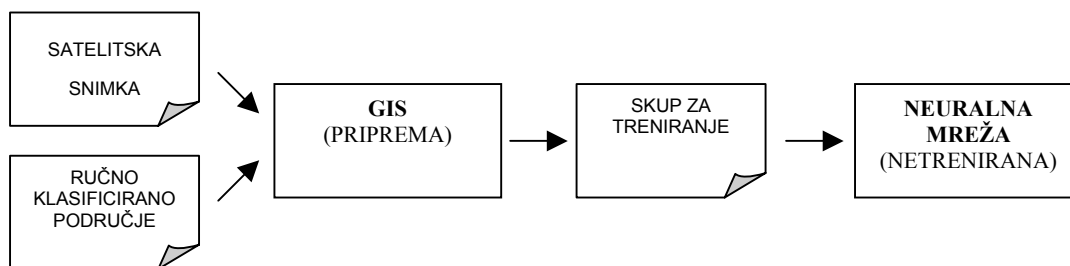 SATELITSKA
SNIMKA
RUČNO
KLASIFICIRANO
PODRUČJE
GIS
(PRIPREMA)
SKUP ZA
TRENIRANJE
NEURALNA
MREŽA
(NETRENIRANA)